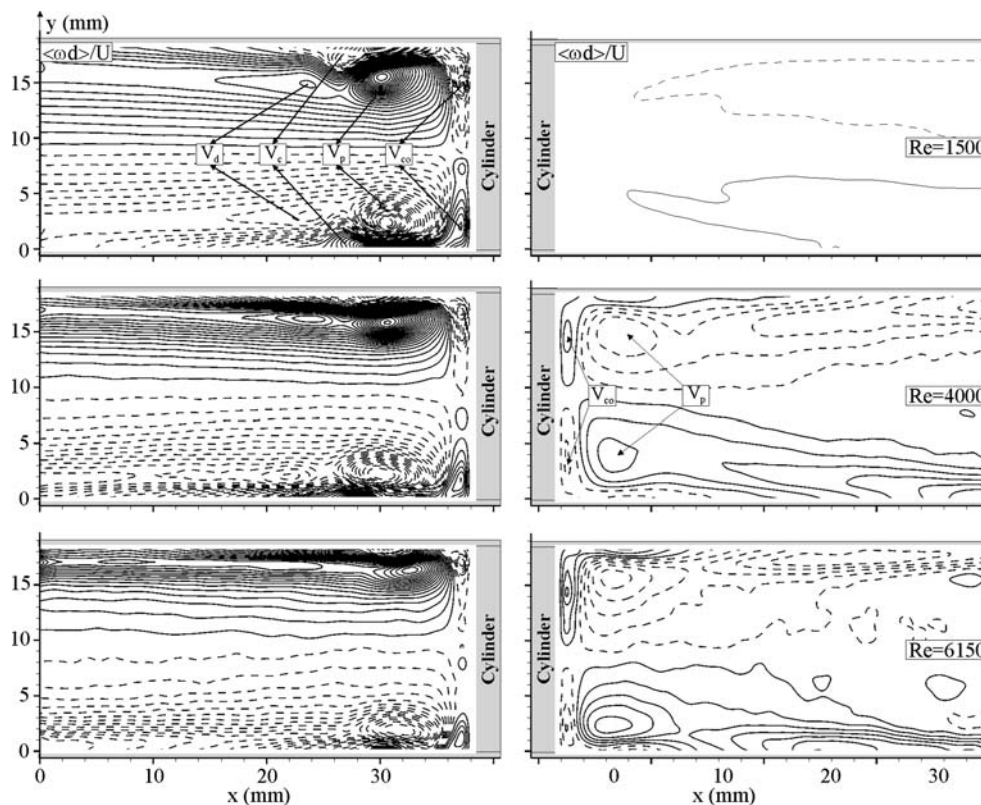 y (mm)
<ωd>/U
<ωd>/U
15
10
5
0
V_d
V_c
V_p
V_co
Cylinder
Cylinder
Re=1500
15
10
5
0
Cylinder
Cylinder
V_co
V_p
Re=4000
15
10
5
0
Cylinder
Cylinder
Re=6150
0
10
20
30
0
10
20
30
x (mm)
x (mm)